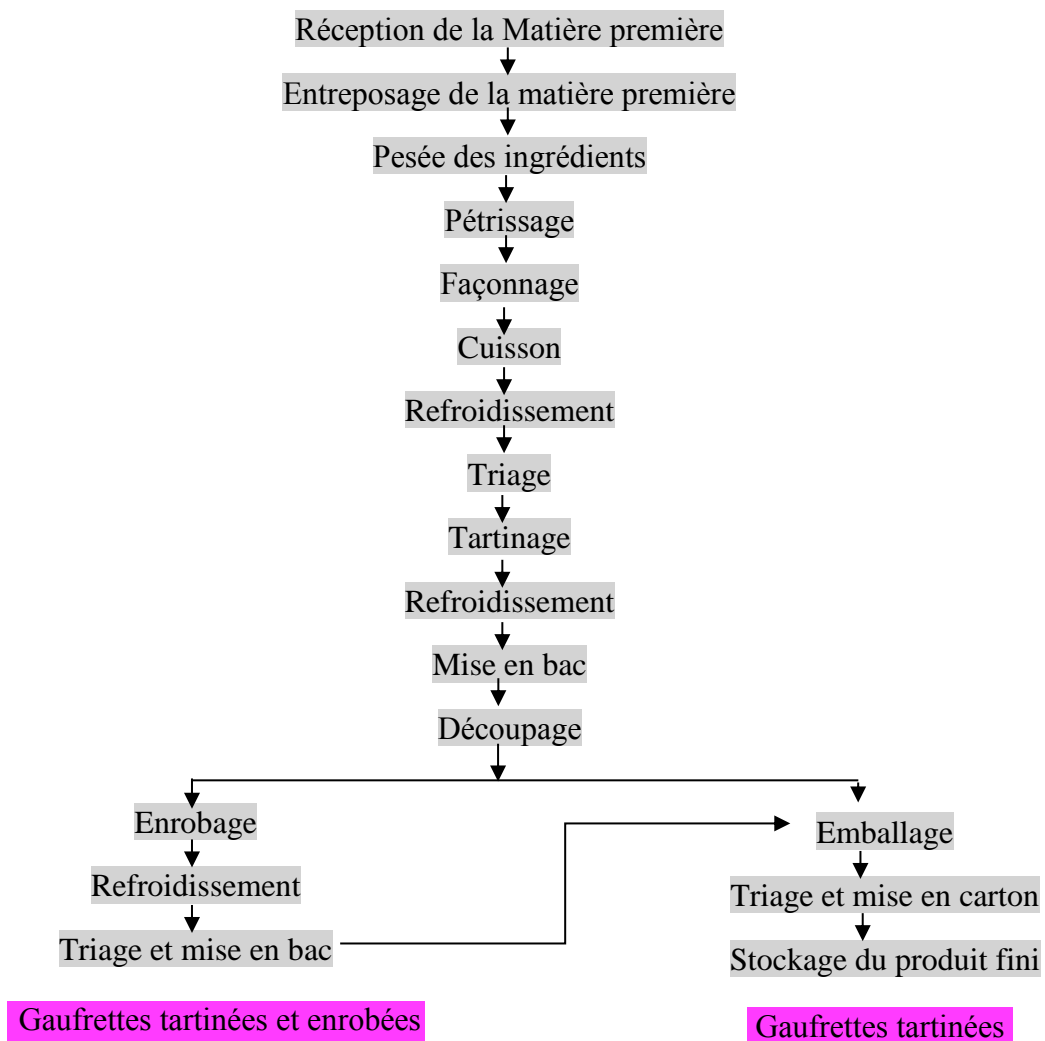 Réception de la Matière première
Entreposage de la matière première
Pesée des ingrédients
Pétrissage
Façonnage
Cuisson
Refroidissement
Triage
Tartinage
Refroidissement
Mise en bac
Découpage
Enrobage
Refroidissement
Triage et mise en bac
Gaufrettes tartinées et enrobées
Emballage
Triage et mise en carton
Stockage du produit fini
Gaufrettes tartinées